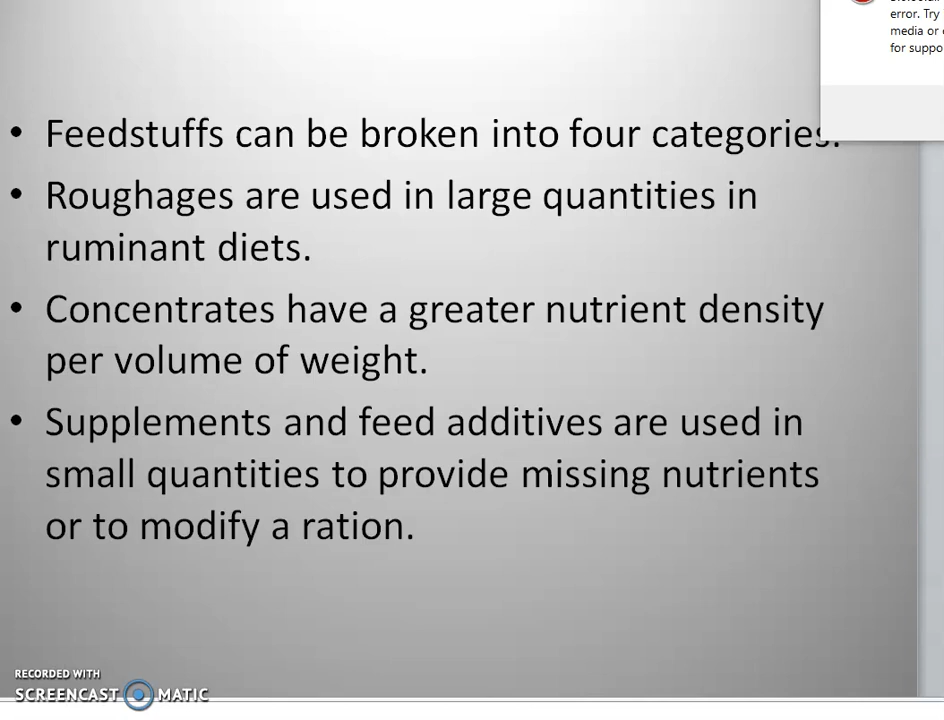 error. Try
media or
for suppo
• Feedstuffs can be broken into four categories.
• Roughages are used in large quantities in
ruminant diets.
• Concentrates have a greater nutrient density
per volume of weight.
• Supplements and feed additives are used in
small quantities to provide missing nutrients
or to modify a ration.
RECORDED WITH
SCREENCAST MATIC